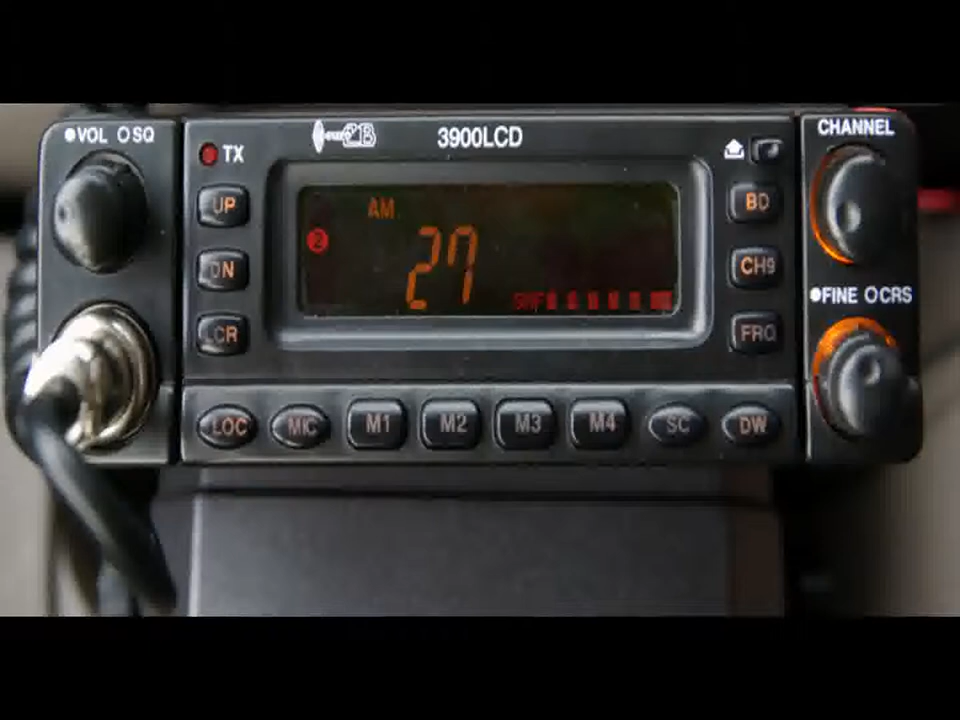 VOL SQ
3900LCD
CHANNEL
TX
UP
BD
AM
2
27
DN
CH9
FINE CRS
SRF
LCR
FRQ
LOC MIC M1 M2 M3 M4 SC DW